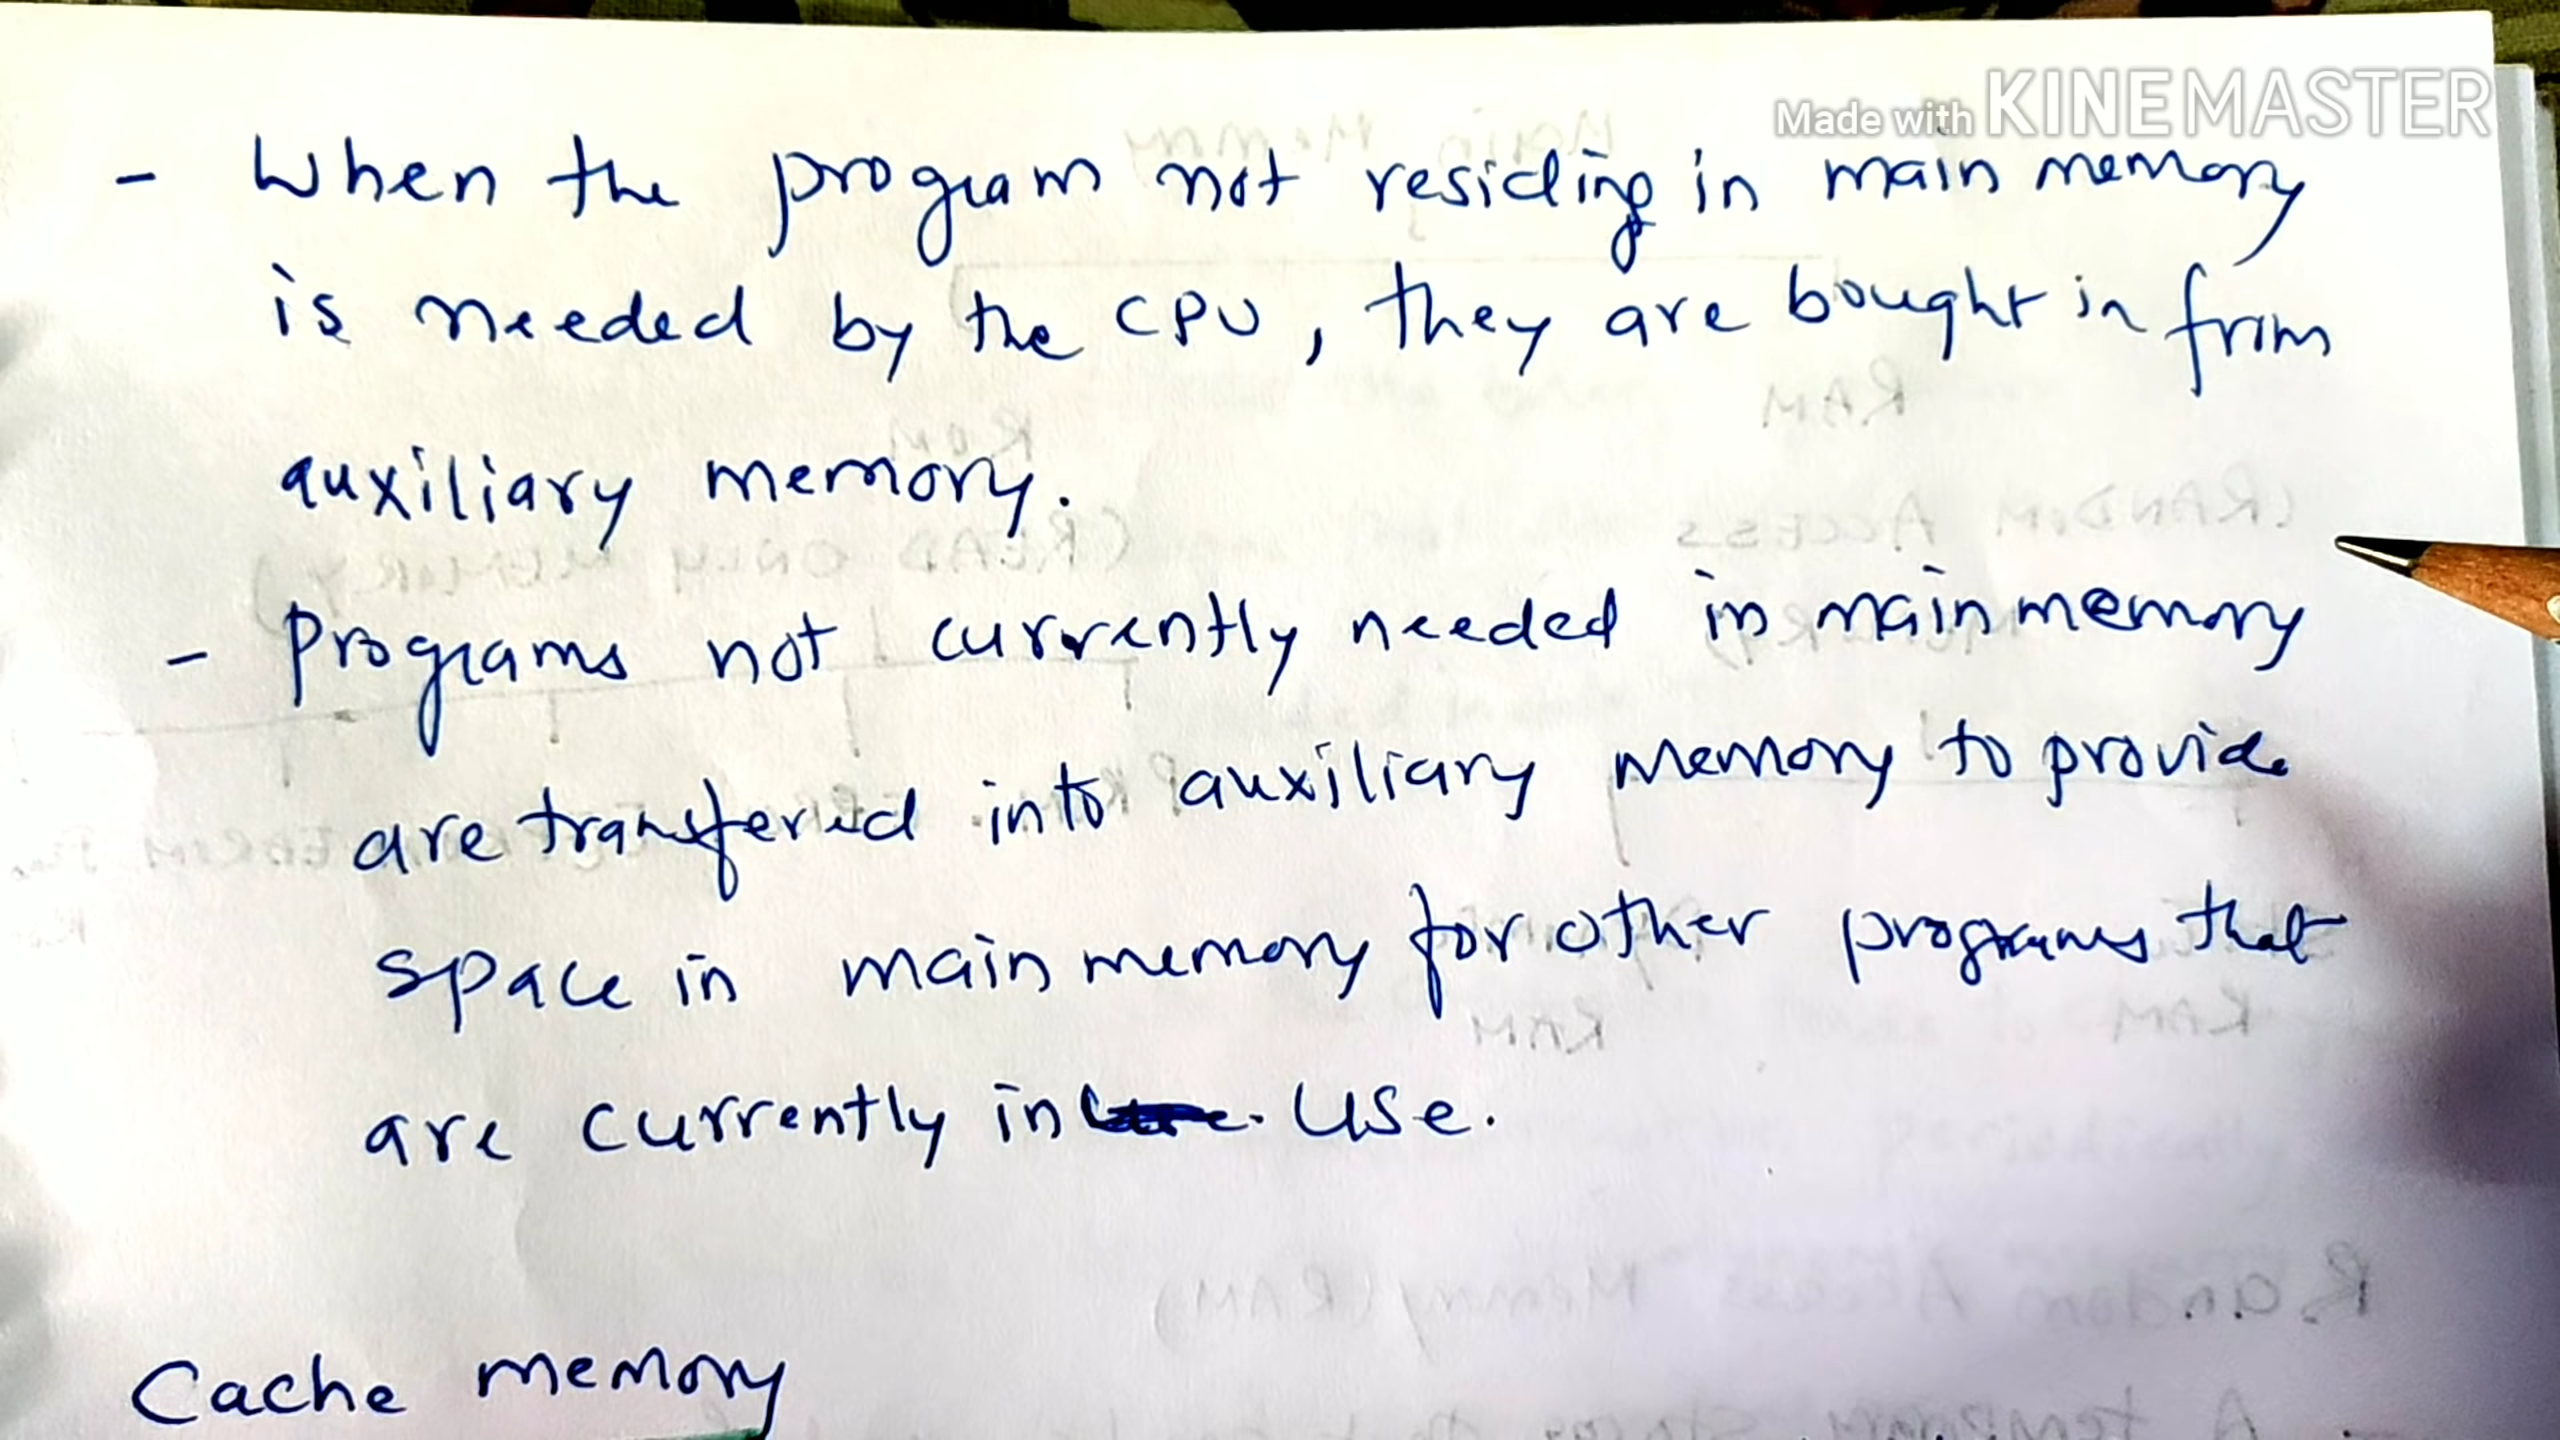 Made with KINEMASTER
- When the program not residing in main memory
is needed by the CPU, they are bought in from
auxiliary memory.
- Programs not currently needed in main memory
are transfered into auxiliary memory to provide
space in main memory for other programs that
are currently in use.
Cache memory